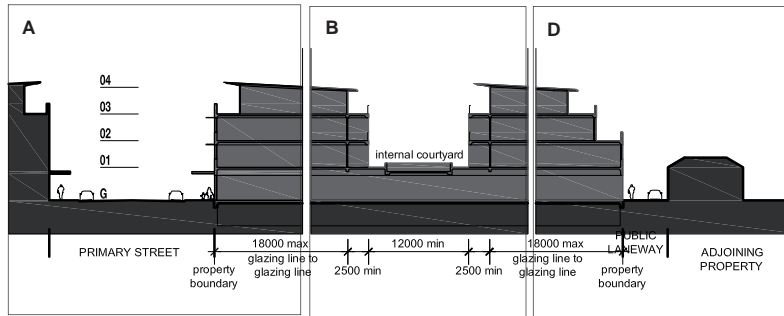 A
B
D
04
03
02
01
G
internal courtyard
PRIMARY STREET
18000 max
glazing line to
glazing line
12000 min
18000 max
glazing line to
glazing line
2500 min
2500 min
property
boundary
property
boundary
PUBLIC
LANEWAY
ADJOINING
PROPERTY